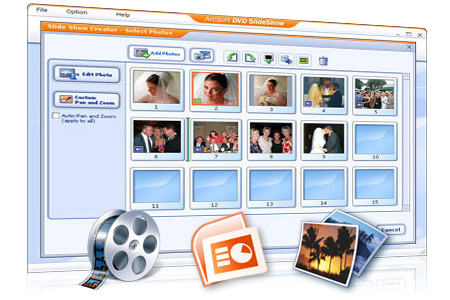 File Option Help
ArcSoft DVD SlideShow
Slide Show Creator - Select Photos
Add Photos
Edit Photo
Custom
Pan and Zoom
Auto-Pan and Zoom
(apply to all)
1 2 3 4 5
6 7 8 9 10
11 12 13 14 15
Cancel